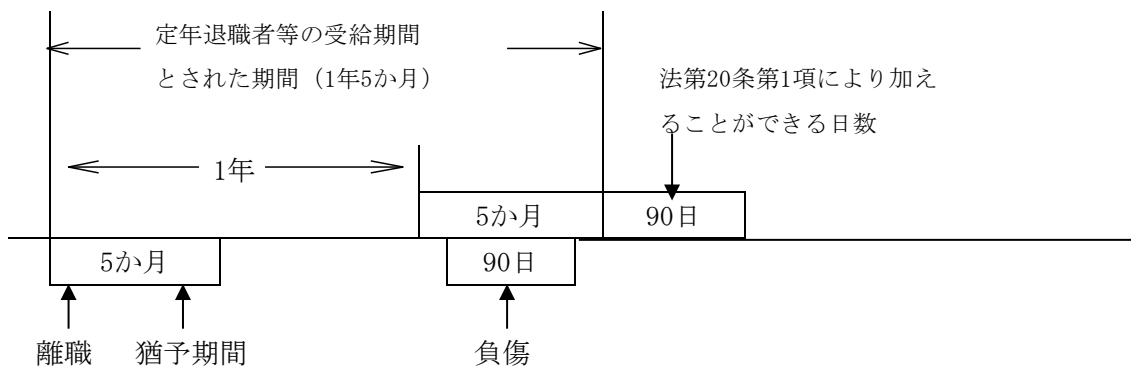 定年退職者等の受給期間
とされた期間（1年5か月）
法第20条第1項により加え
ることができる日数
1年
5か月
90日
5か月
90日
離職
猶予期間
負傷